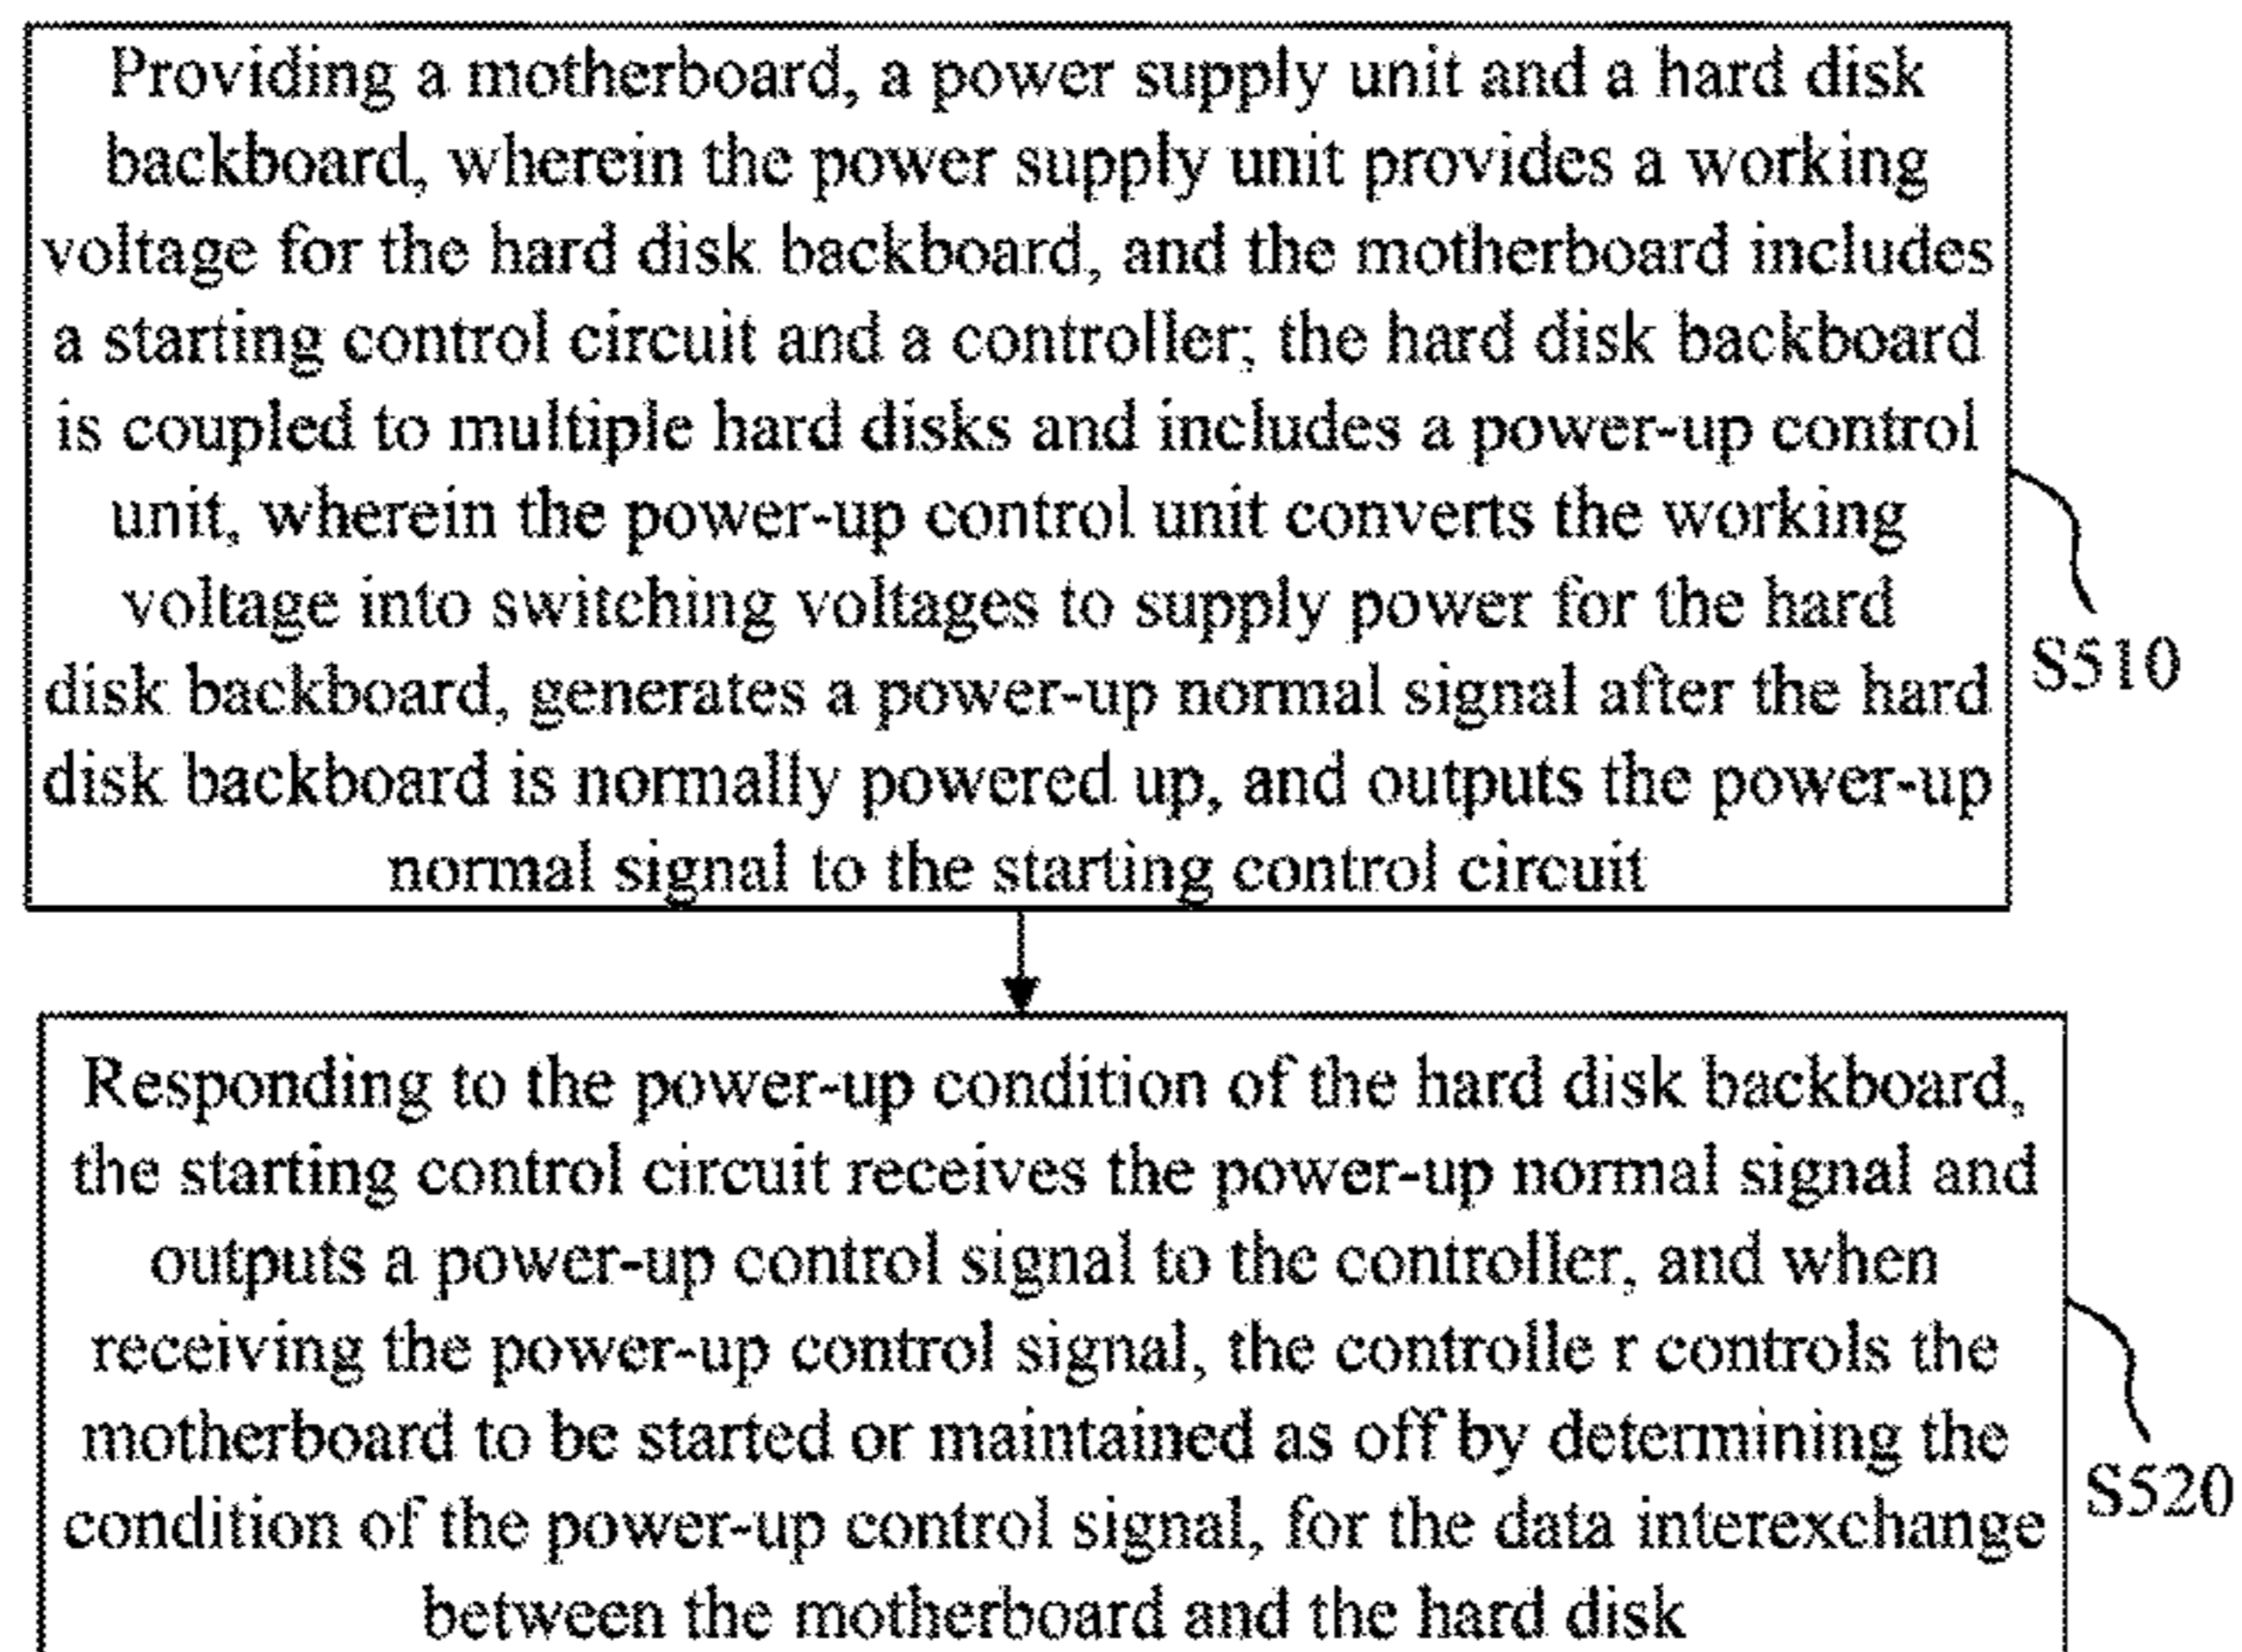 Providing a motherboard, a power supply unit and a hard disk
backboard, wherein the power supply unit provides a working
voltage for the hard disk backboard, and the motherboard includes
a starting control circuit and a controller; the hard disk backboard
is coupled to multiple hard disks and includes a power-up control
unit, wherein the power-up control unit converts the working
voltage into switching voltages to supply power for the hard
disk backboard, generates a power-up normal signal after the hard
disk backboard is normally powered up, and outputs the power-up
normal signal to the starting control circuit
S510
Responding to the power-up condition of the hard disk backboard,
the starting control circuit receives the power-up normal signal and
outputs a power-up control signal to the controller, and when
receiving the power-up control signal, the controlle r controls the
motherboard to be started or maintained as off by determining the
condition of the power-up control signal, for the data interexchange
between the motherboard and the hard disk
S520